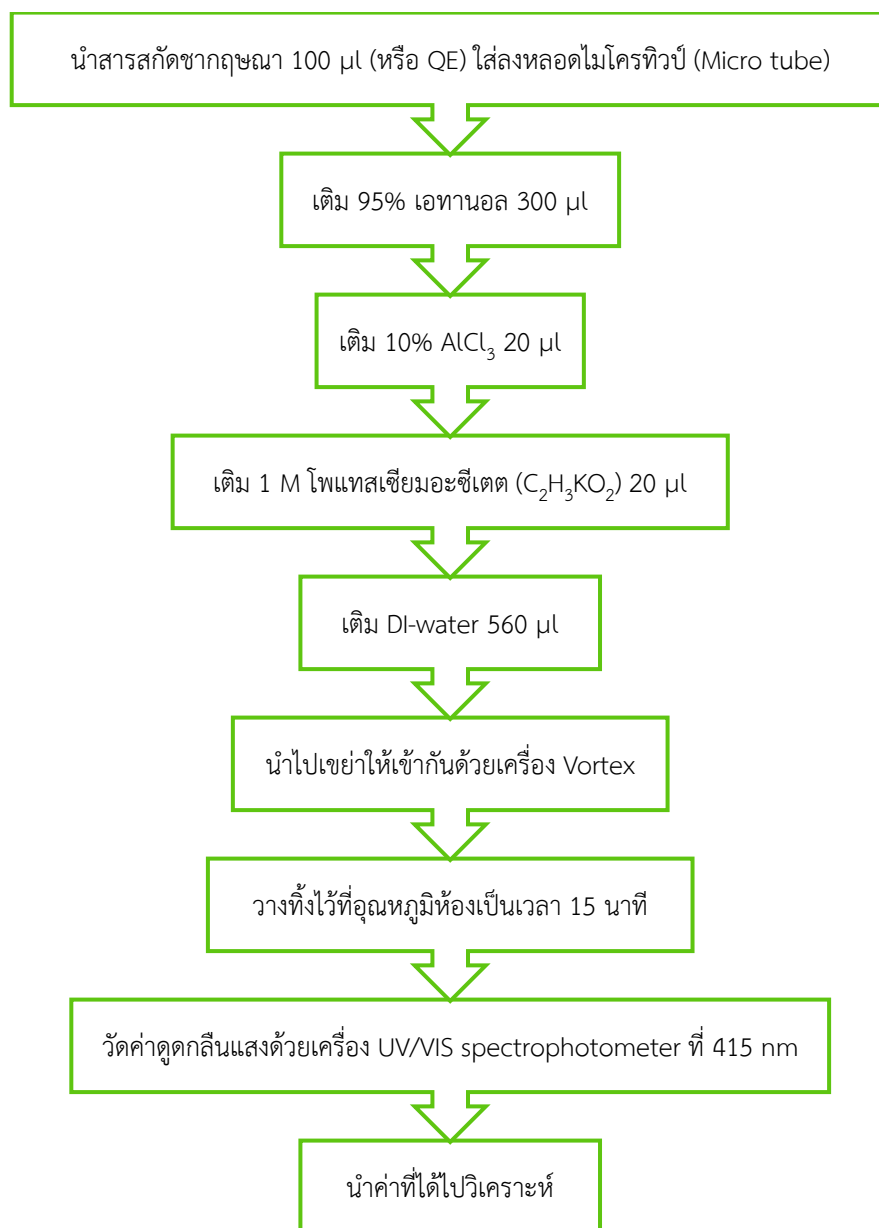 นำสารสกัดชากฤษณา 100 µl (หรือ QE) ใส่ลงหลอดไมโครทิวป์ (Micro tube)
เติม 95% เอทานอล 300 µl
เติม 10% AlCl₃ 20 µl
เติม 1 M โพแทสเซียมอะซีเตต (C₂H₃KO₂) 20 µl
เติม DI-water 560 µl
นำไปเขย่าให้เข้ากันด้วยเครื่อง Vortex
วางทิ้งไว้ที่อุณหภูมิห้องเป็นเวลา 15 นาที
วัดค่าดูดกลืนแสงด้วยเครื่อง UV/VIS spectrophotometer ที่ 415 nm
นำค่าที่ได้ไปวิเคราะห์